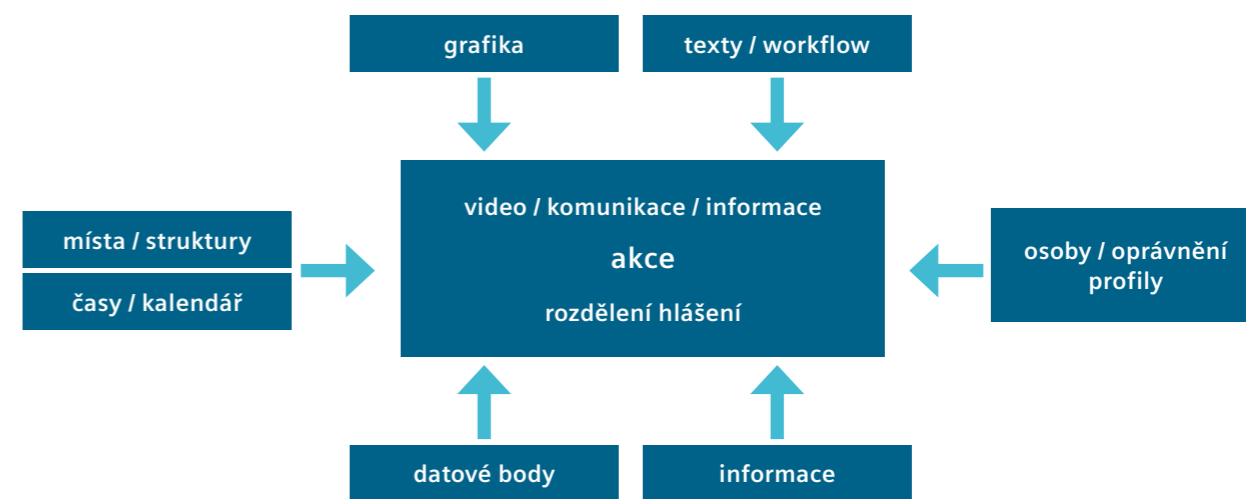 grafika
texty / workflow
video / komunikace / informace
akce
rozdělení hlášení
místa / struktury
časy / kalendář
osoby / oprávnění
profily
datové body
informace